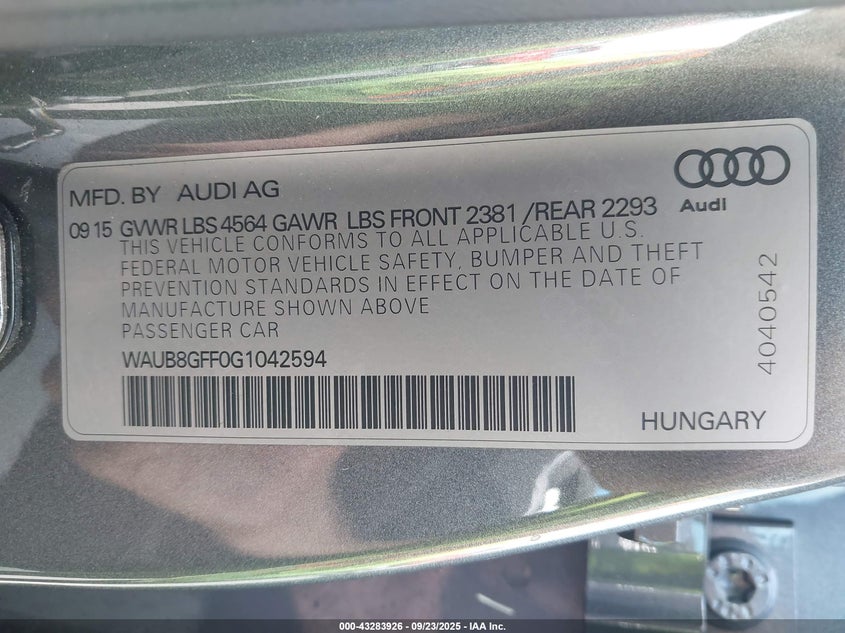 MFD. BY AUDI AG
Audi
09 15 GVWR LBS 4564 GAWR LBS FRONT 2381 /REAR 2293
THIS VEHICLE CONFORMS TO ALL APPLICABLE U.S.
FEDERAL MOTOR VEHICLE SAFETY, BUMPER AND THEFT
PREVENTION STANDARDS IN EFFECT ON THE DATE OF
MANUFACTURE SHOWN ABOVE
PASSENGER CAR
WAUB8GFF0G1042594
4040542
HUNGARY
000-43283926 - 09/23/2025 - IAA Inc.